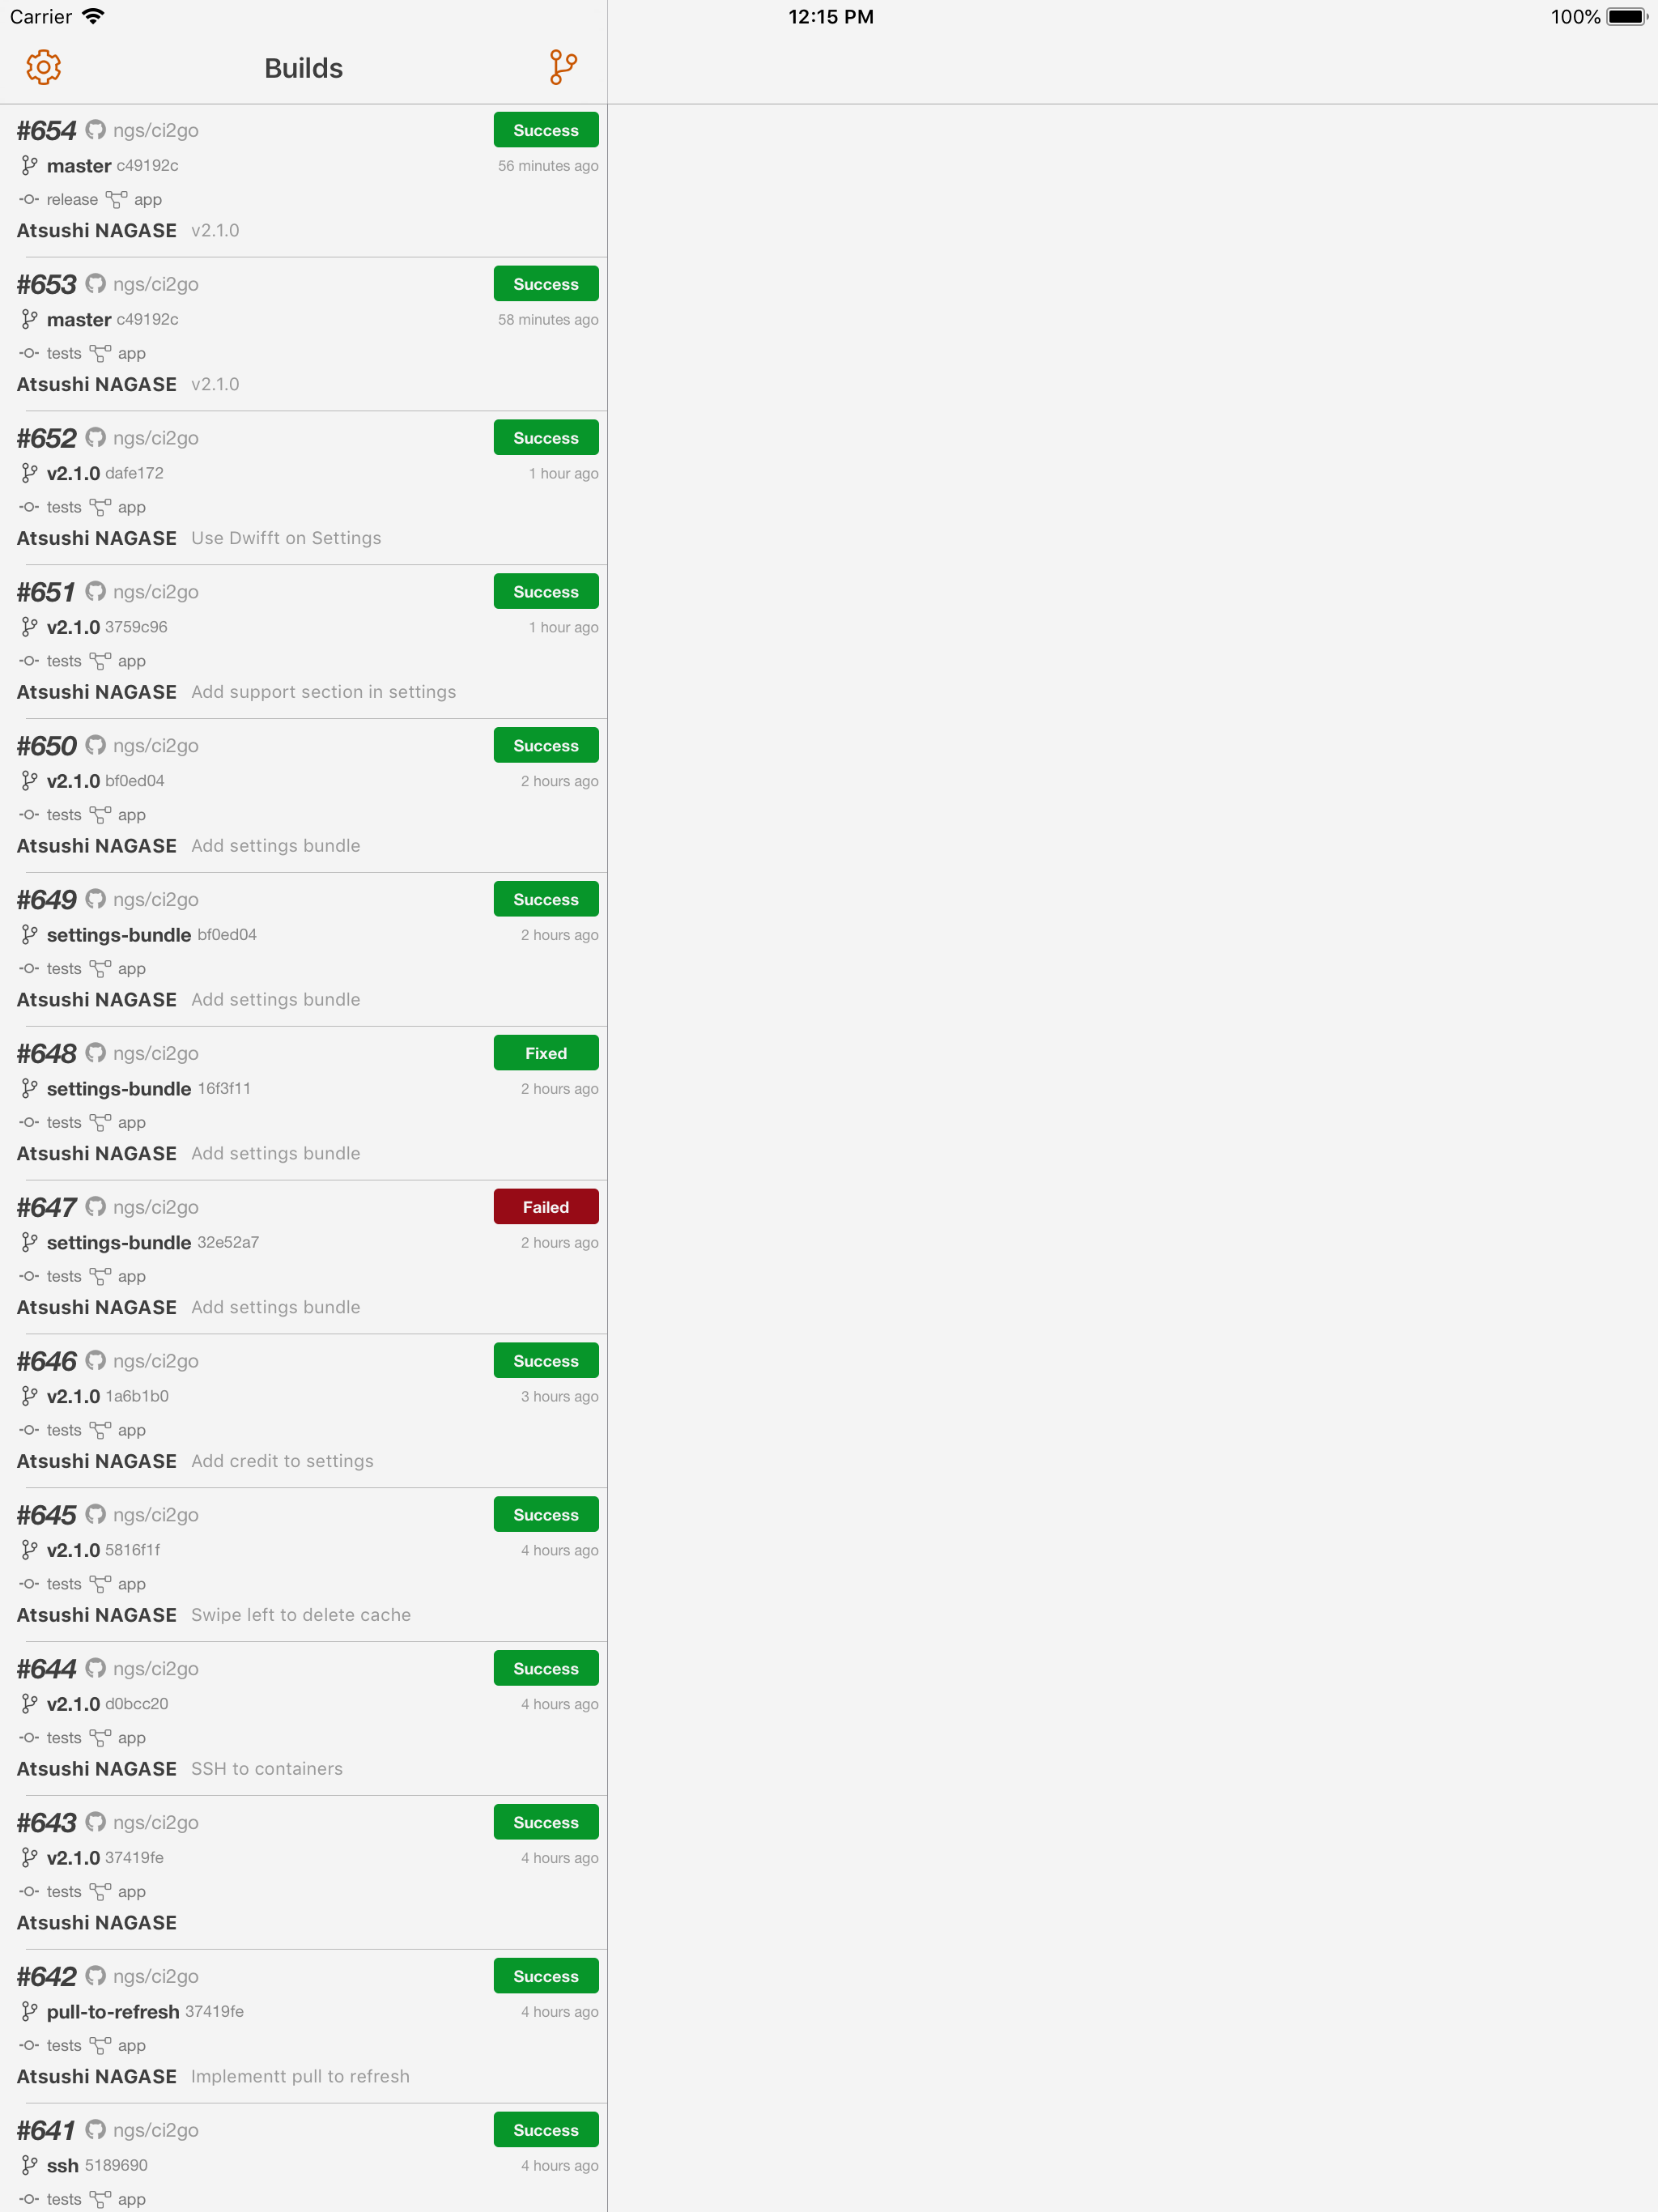 Carrier 12:15 PM 100%
Builds
#654 ngs/ci2go Success
master c49192c 56 minutes ago
release app
Atsushi NAGASE v2.1.0
#653 ngs/ci2go Success
master c49192c 58 minutes ago
tests app
Atsushi NAGASE v2.1.0
#652 ngs/ci2go Success
v2.1.0 dafe172 1 hour ago
tests app
Atsushi NAGASE Use Dwifft on Settings
#651 ngs/ci2go Success
v2.1.0 3759c96 1 hour ago
tests app
Atsushi NAGASE Add support section in settings
#650 ngs/ci2go Success
v2.1.0 bf0ed04 2 hours ago
tests app
Atsushi NAGASE Add settings bundle
#649 ngs/ci2go Success
settings-bundle bf0ed04 2 hours ago
tests app
Atsushi NAGASE Add settings bundle
#648 ngs/ci2go Fixed
settings-bundle 16f3f11 2 hours ago
tests app
Atsushi NAGASE Add settings bundle
#647 ngs/ci2go Failed
settings-bundle 32e52a7 2 hours ago
tests app
Atsushi NAGASE Add settings bundle
#646 ngs/ci2go Success
v2.1.0 1a6b1b0 3 hours ago
tests app
Atsushi NAGASE Add credit to settings
#645 ngs/ci2go Success
v2.1.0 5816f1f 4 hours ago
tests app
Atsushi NAGASE Swipe left to delete cache
#644 ngs/ci2go Success
v2.1.0 d0bcc20 4 hours ago
tests app
Atsushi NAGASE SSH to containers
#643 ngs/ci2go Success
v2.1.0 37419fe 4 hours ago
tests app
Atsushi NAGASE
#642 ngs/ci2go Success
pull-to-refresh 37419fe 4 hours ago
tests app
Atsushi NAGASE Implementt pull to refresh
#641 ngs/ci2go Success
ssh 5189690 4 hours ago
tests app